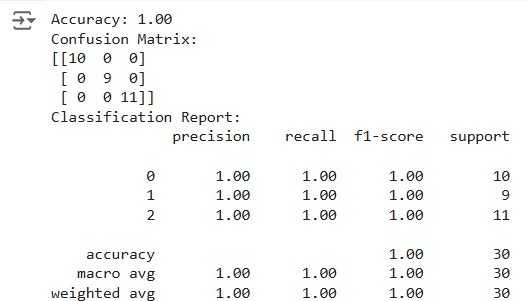 Accuracy: 1.00
Confusion Matrix:
[[10  0  0]
 [ 0  9  0]
 [ 0  0 11]]
Classification Report:
              precision    recall  f1-score   support

           0       1.00      1.00      1.00        10
           1       1.00      1.00      1.00         9
           2       1.00      1.00      1.00        11

    accuracy                           1.00        30
   macro avg       1.00      1.00      1.00        30
weighted avg       1.00      1.00      1.00        30